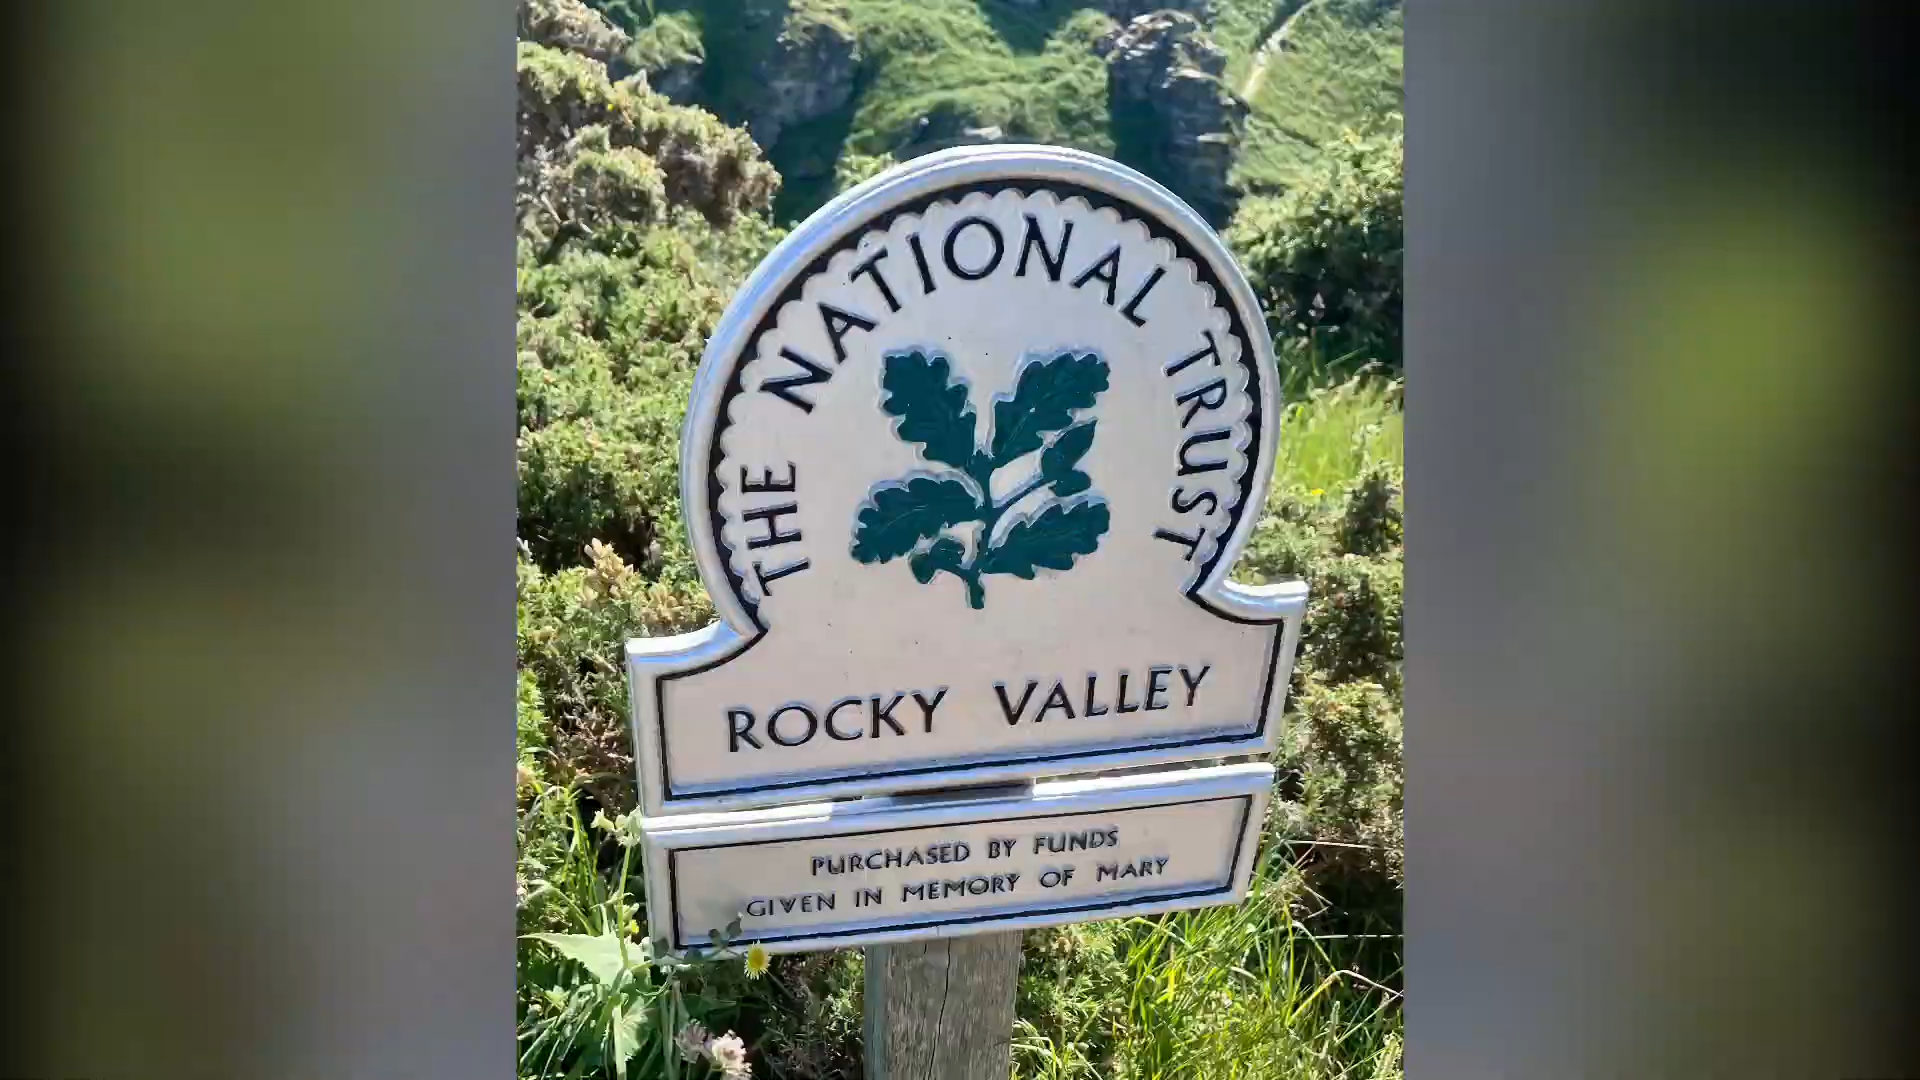 THE NATIONAL TRUST
ROCKY VALLEY
PURCHASED BY FUNDS
GIVEN IN MEMORY OF MARY